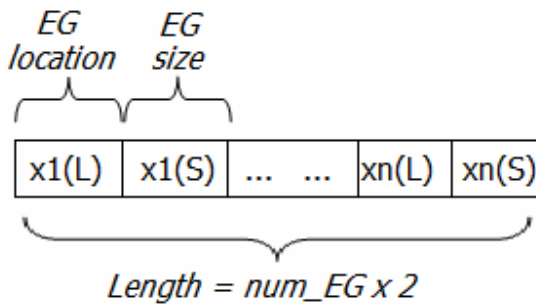 EG
location
EG
size
x1(L) x1(S) ... ... xn(L) xn(S)
Length = num_EG x 2